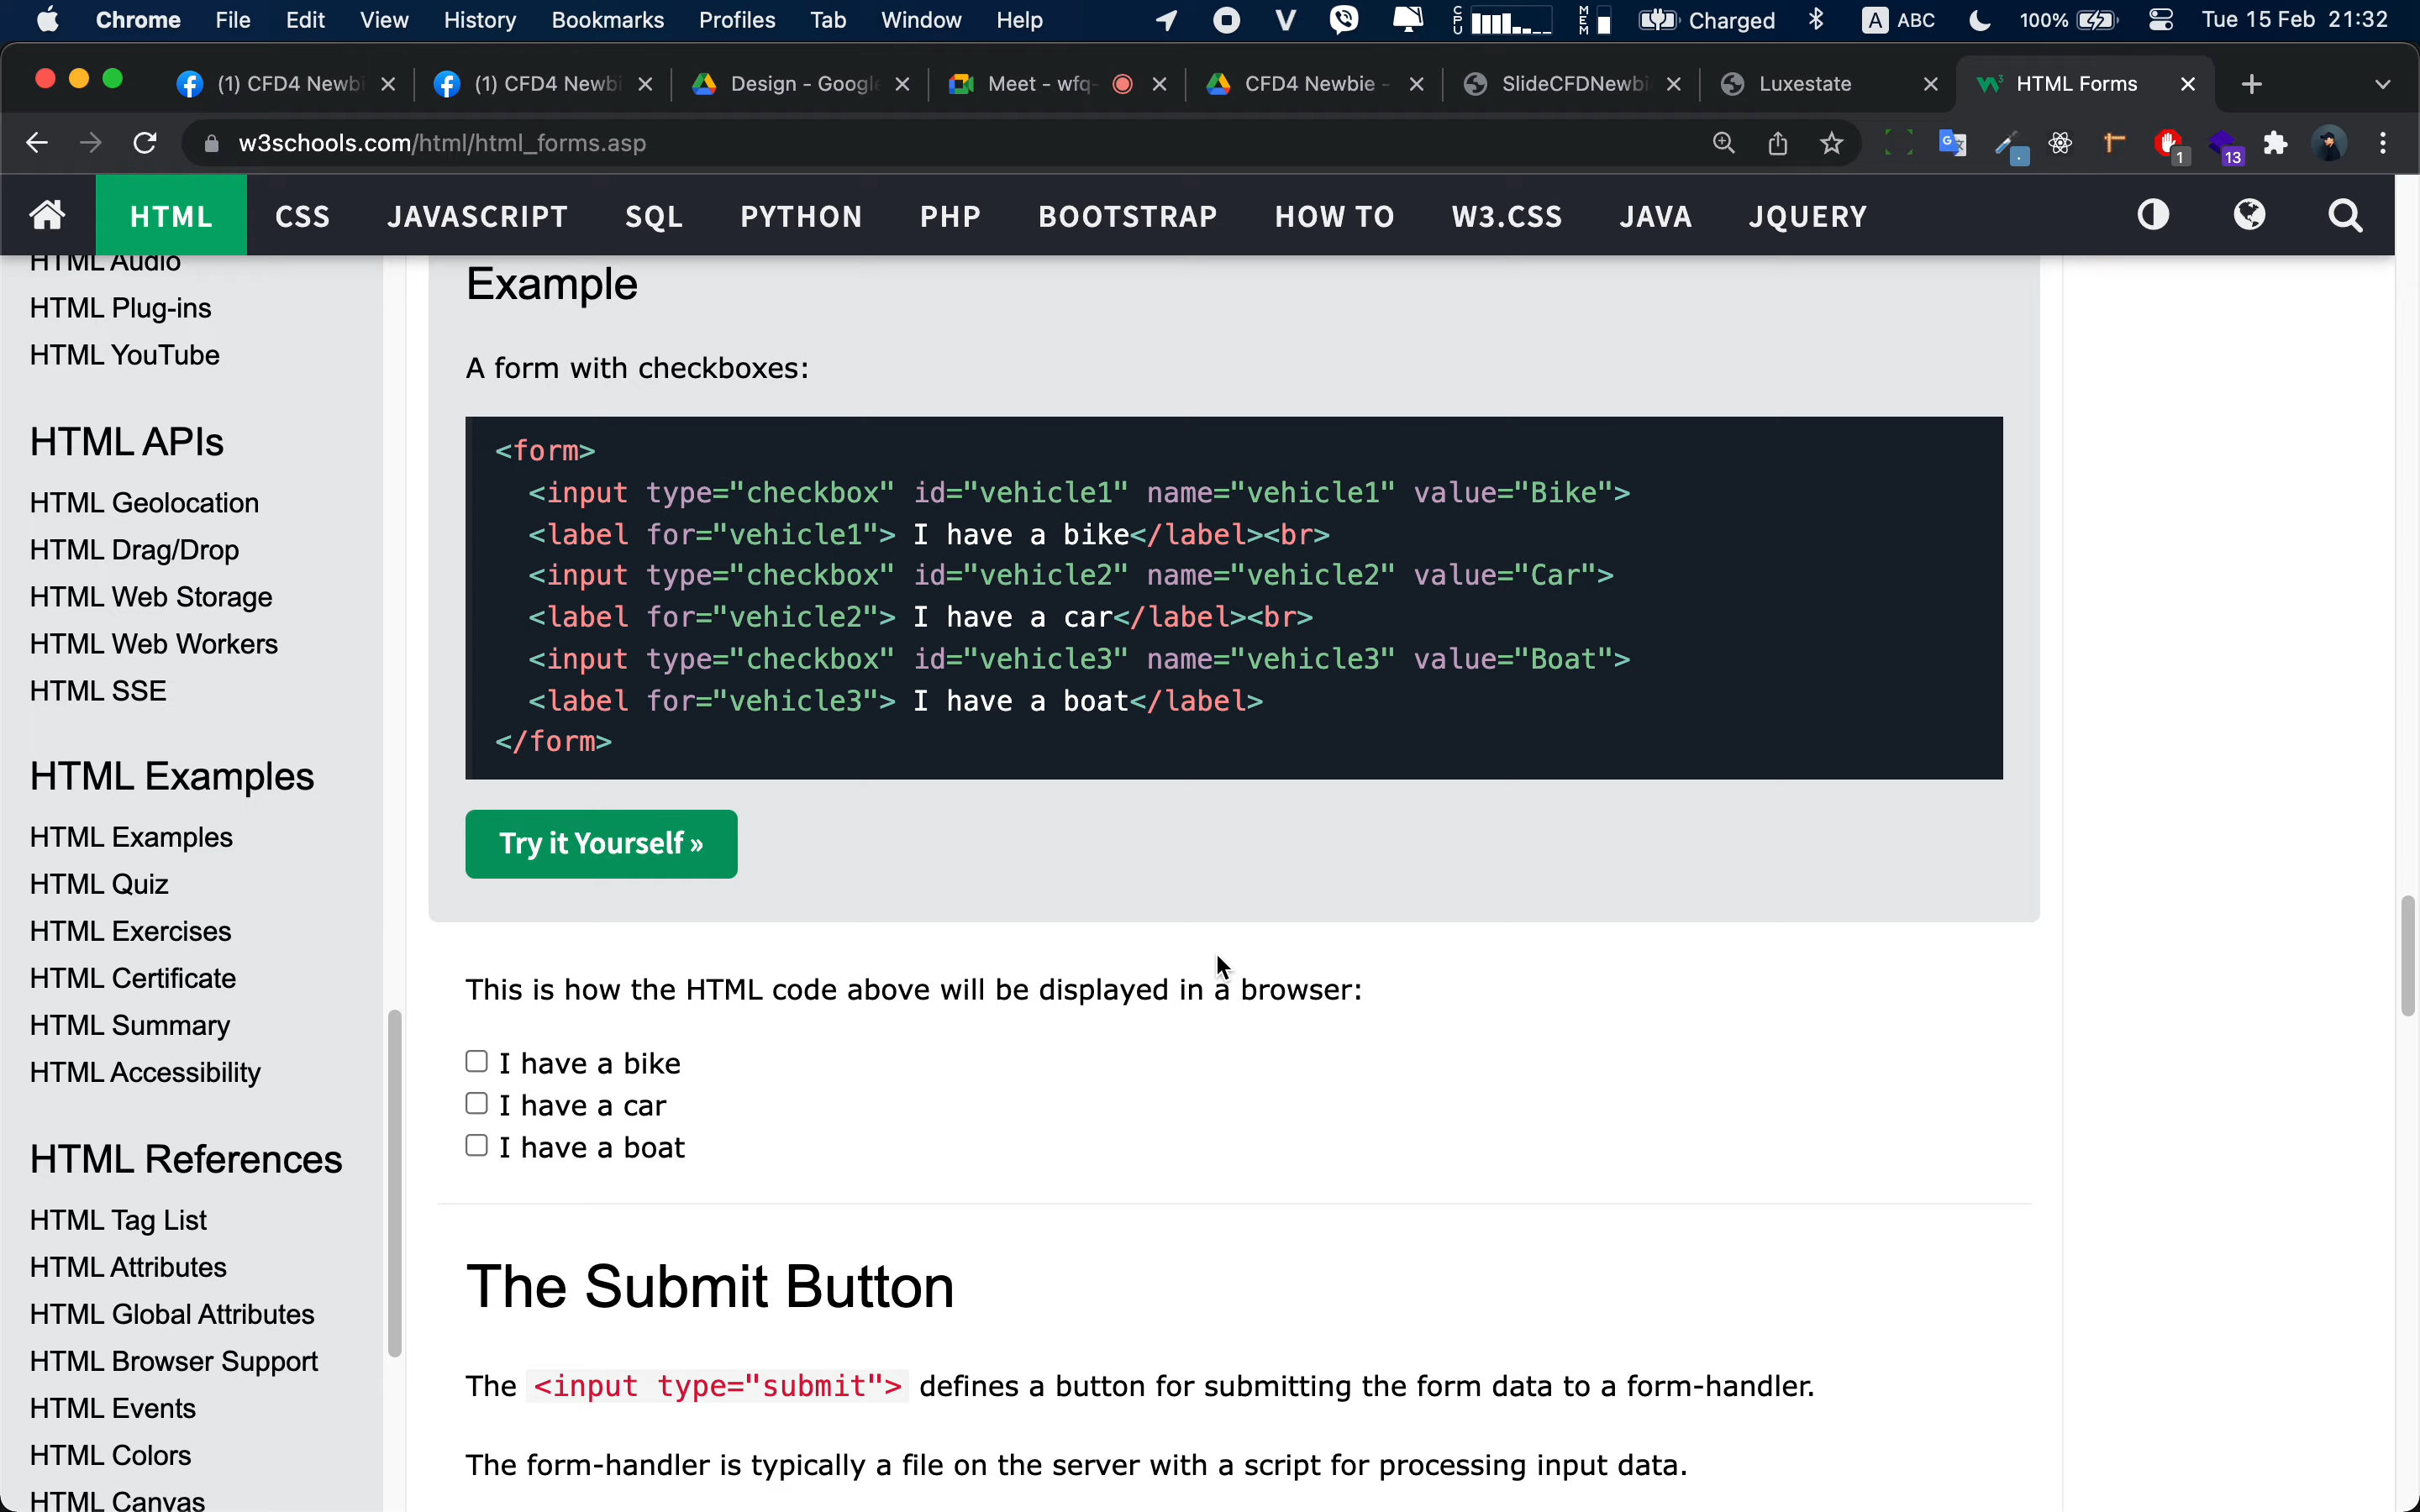 Chrome File Edit View History Bookmarks Profiles Tab Window Help CPU MEM Charged A ABC 100% Tue 15 Feb 21:32
(1) CFD4 Newbi (1) CFD4 Newbi Design - Google Meet - wfq- CFD4 Newbie - SlideCFDNewbi Luxestate HTML Forms
w3schools.com/html/html_forms.asp 1 13
HTML CSS JAVASCRIPT SQL PYTHON PHP BOOTSTRAP HOW TO W3.CSS JAVA JQUERY
HTML Audio
HTML Plug-ins
HTML YouTube
HTML APIs
HTML Geolocation
HTML Drag/Drop
HTML Web Storage
HTML Web Workers
HTML SSE
HTML Examples
HTML Examples
HTML Quiz
HTML Exercises
HTML Certificate
HTML Summary
HTML Accessibility
HTML References
HTML Tag List
HTML Attributes
HTML Global Attributes
HTML Browser Support
HTML Events
HTML Colors
HTML Canvas
Example
A form with checkboxes:
<form>
<input type="checkbox" id="vehicle1" name="vehicle1" value="Bike">
<label for="vehicle1"> I have a bike</label><br>
<input type="checkbox" id="vehicle2" name="vehicle2" value="Car">
<label for="vehicle2"> I have a car</label><br>
<input type="checkbox" id="vehicle3" name="vehicle3" value="Boat">
<label for="vehicle3"> I have a boat</label>
</form>
Try it Yourself »
This is how the HTML code above will be displayed in a browser:
I have a bike
I have a car
I have a boat
The Submit Button
The <input type="submit"> defines a button for submitting the form data to a form-handler.
The form-handler is typically a file on the server with a script for processing input data.